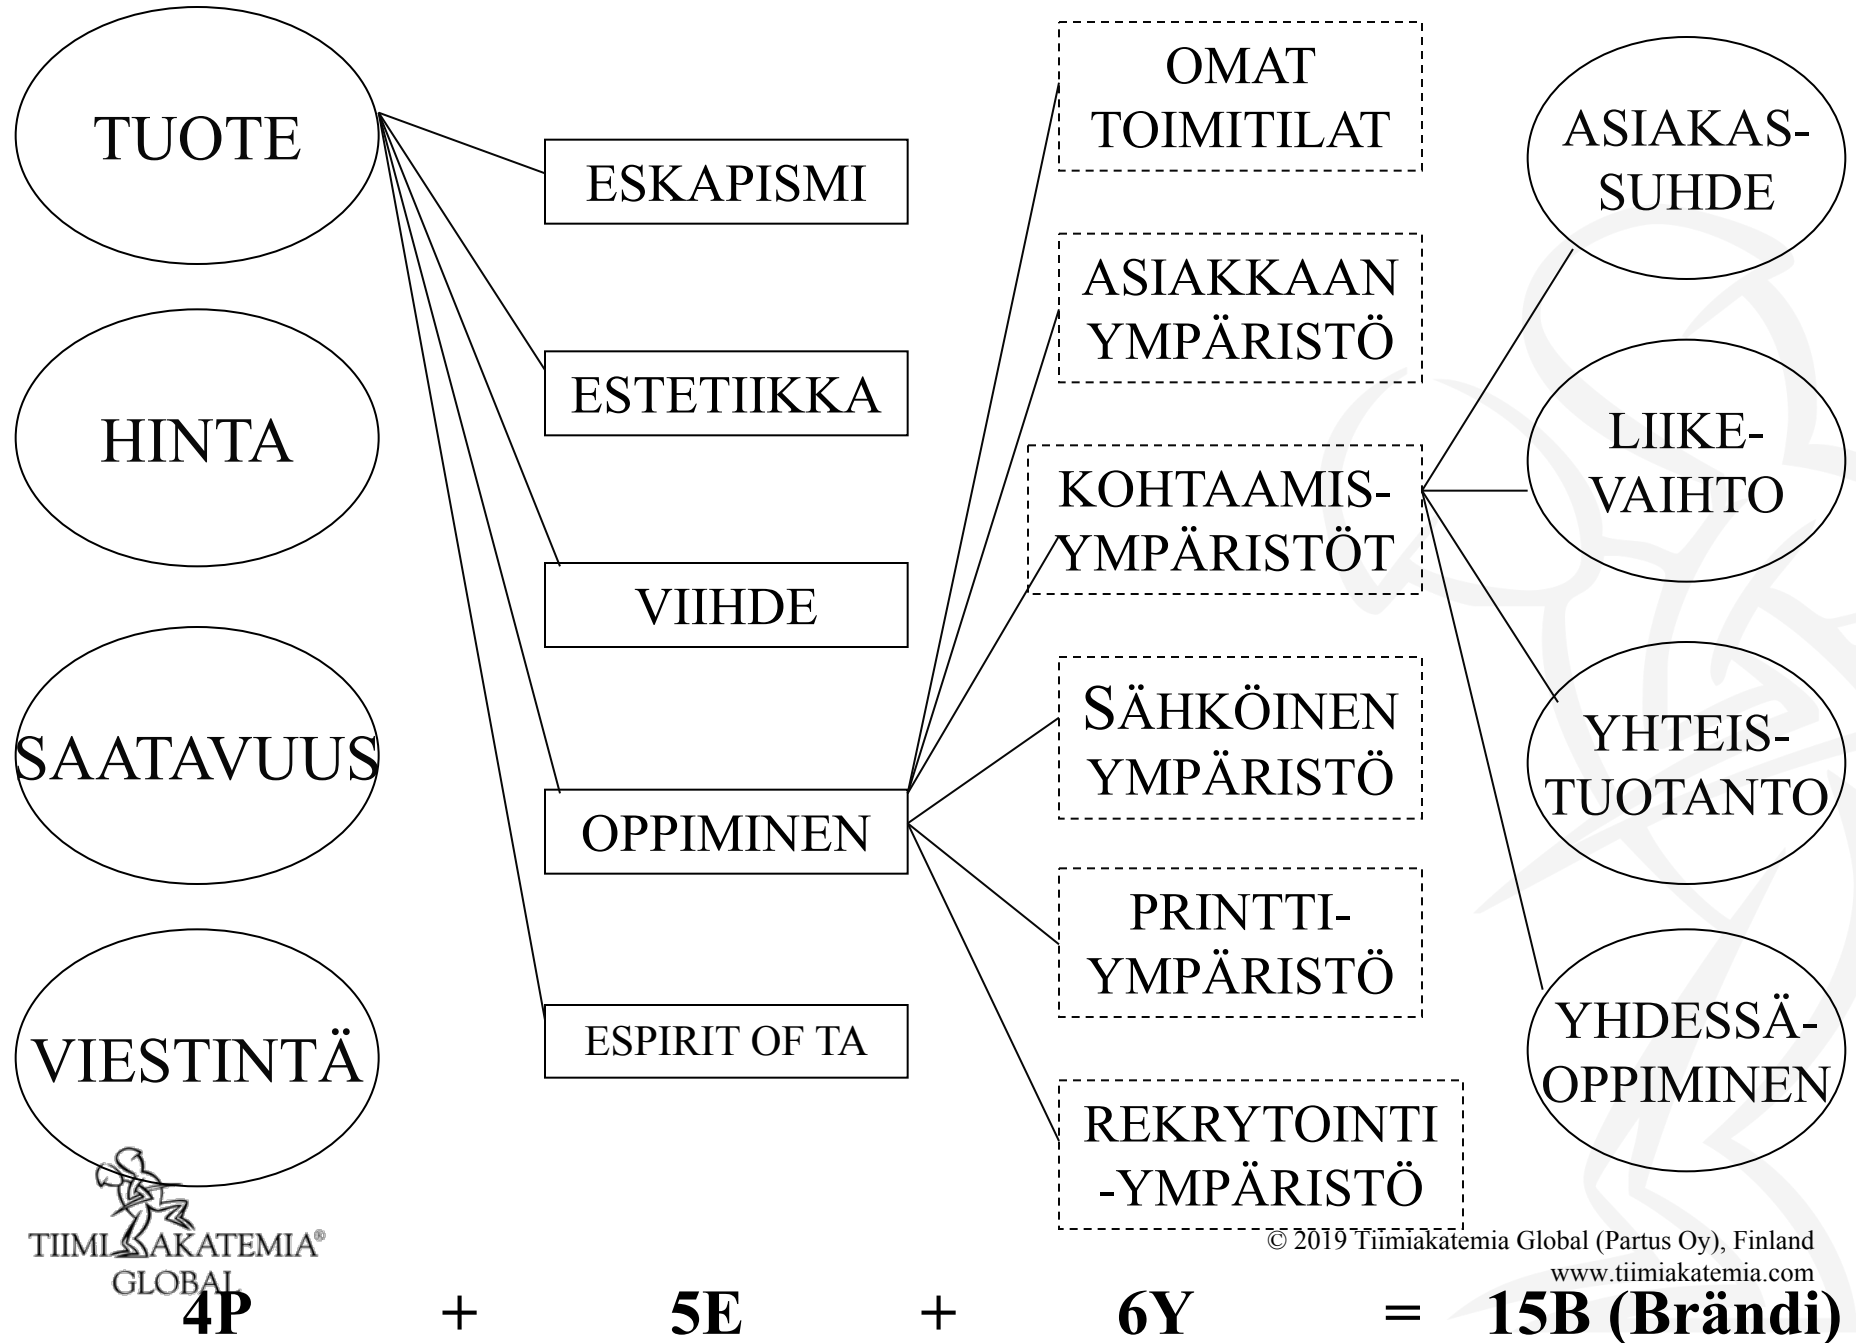 TUOTE
HINTA
SAATAVUUS
VIESTINTÄ
ESKAPISMI
ESTETIIKKA
VIIHDE
OPPIMINEN
ESPIRIT OF TA
OMAT
TOIMITILAT
ASIAKKAAN
YMPÄRISTÖ
KOHTAAMIS-
YMPÄRISTÖT
SÄHKÖINEN
YMPÄRISTÖ
PRINTTI-
YMPÄRISTÖ
REKRYTOINTI
-YMPÄRISTÖ
ASIAKAS-
SUHDE
LIIKE-
VAIHTO
YHTEIS-
TUOTANTO
YHDESSÄ-
OPPIMINEN
TIIMIAKATEMIA®
GLOBAL
© 2019 Tiimiakatemia Global (Partus Oy), Finland
www.tiimiakatemia.com
4P + 5E + 6Y = 15B (Brändi)